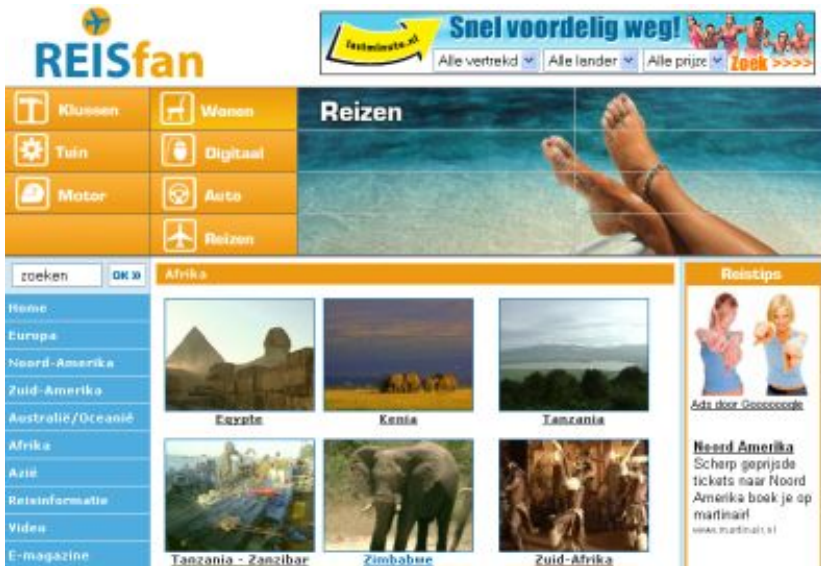 REISfan
lastminute.nl
Snel voordelig weg!
Alle vertrekd
Alle lander
Alle prijze
Zoek >>>>
Klussen
Wonen
Tuin
Digitaal
Motor
Auto
Reizen
Reizen
zoeken
OK »
Afrika
Reistips
Home
Europa
Noord-Amerika
Zuid-Amerika
Australië/Oceanië
Afrika
Azië
Reisinformatie
Video
E-magazine
Egypte
Kenia
Tanzania
Tanzania - Zanzibar
Zimbabwe
Zuid-Afrika
Ads door Goooooogle
Noord Amerika
Scherp geprijsde
tickets naar Noord
Amerika boek je op
martinair!
www.martinair.nl